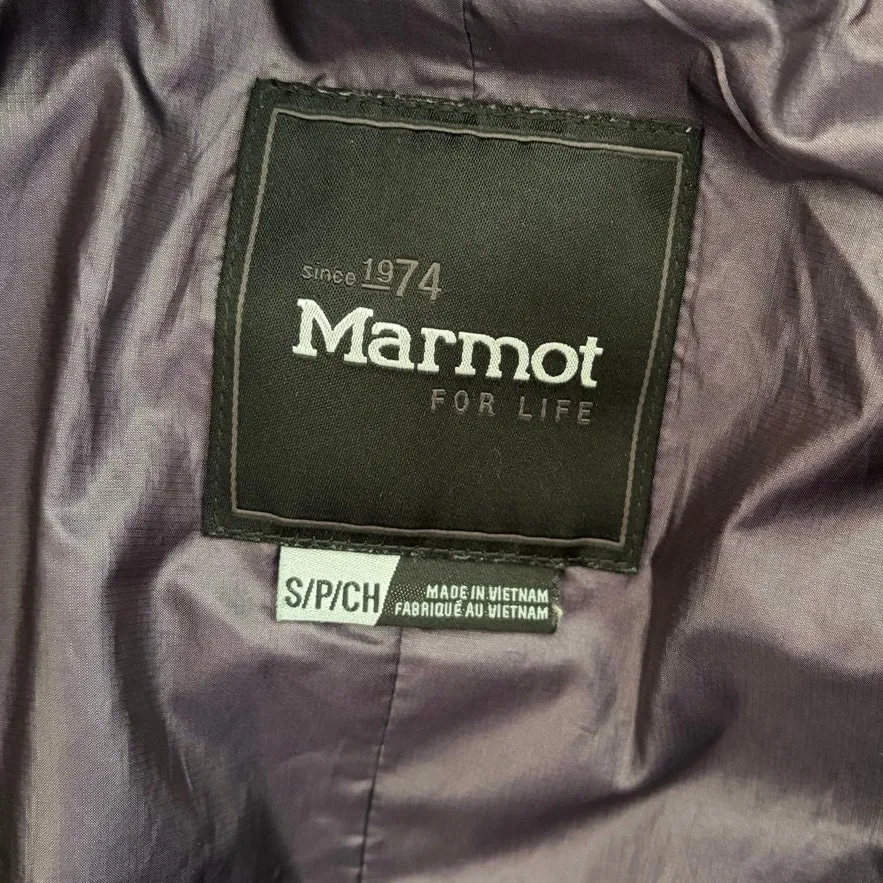 since 1974
Marmot
FOR LIFE
S/P/CH
MADE IN VIETNAM
FABRIQUÉ AU VIETNAM